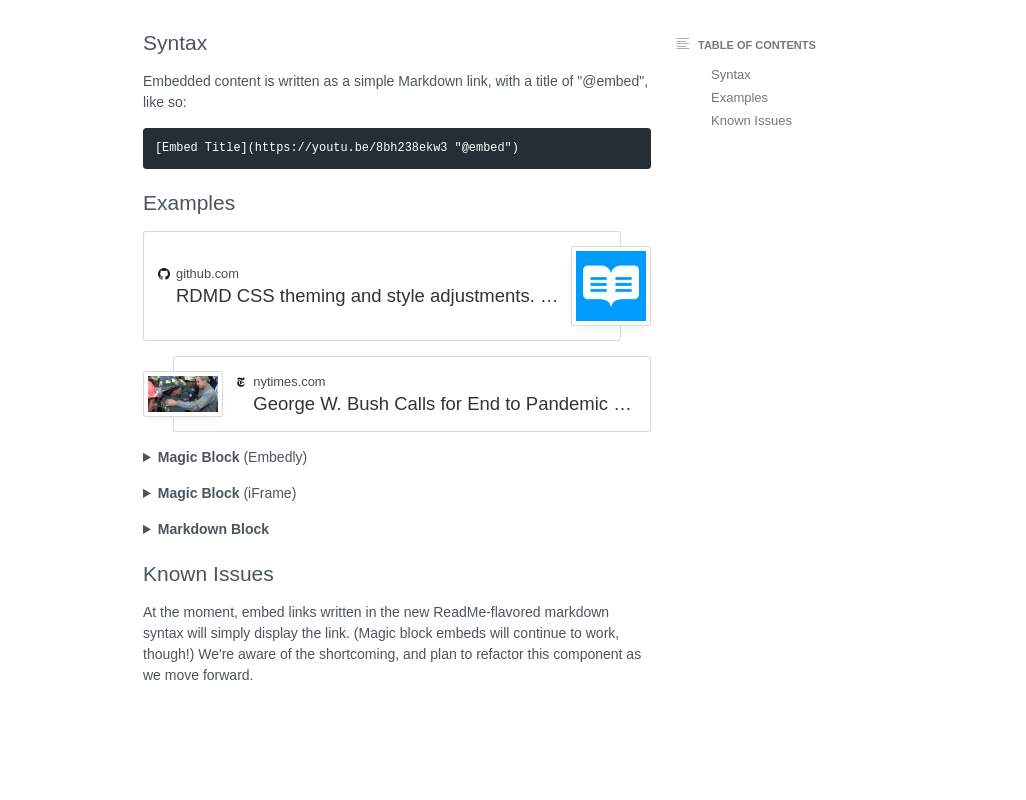 Syntax
Embedded content is written as a simple Markdown link, with a title of "@embed",
like so:
[Embed Title](https://youtu.be/8bh238ekw3 "@embed")
Examples
github.com
RDMD CSS theming and style adjustments. …
nytimes.com
George W. Bush Calls for End to Pandemic …
Magic Block (Embedly)
Magic Block (iFrame)
Markdown Block
Known Issues
At the moment, embed links written in the new ReadMe-flavored markdown
syntax will simply display the link. (Magic block embeds will continue to work,
though!) We're aware of the shortcoming, and plan to refactor this component as
we move forward.
TABLE OF CONTENTS
Syntax
Examples
Known Issues